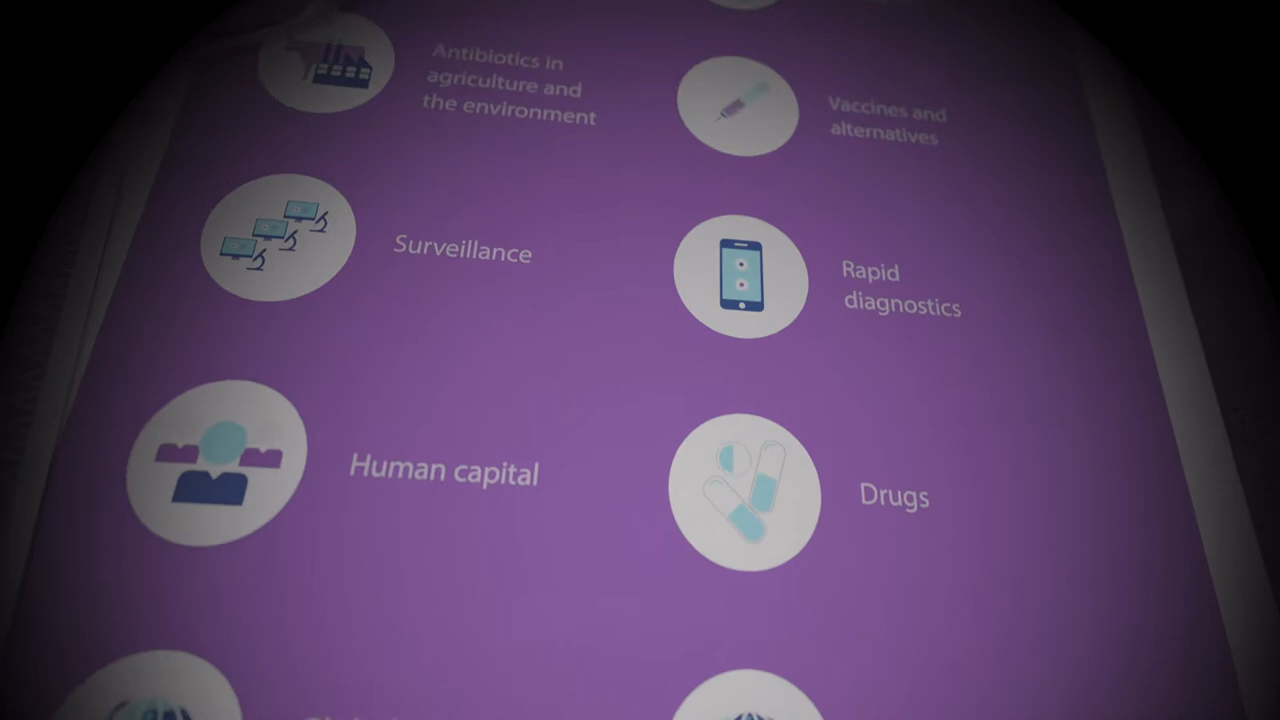 Antibiotics in
agriculture and
the environment
Vaccines and
alternatives
Surveillance
Rapid
diagnostics
Human capital
Drugs